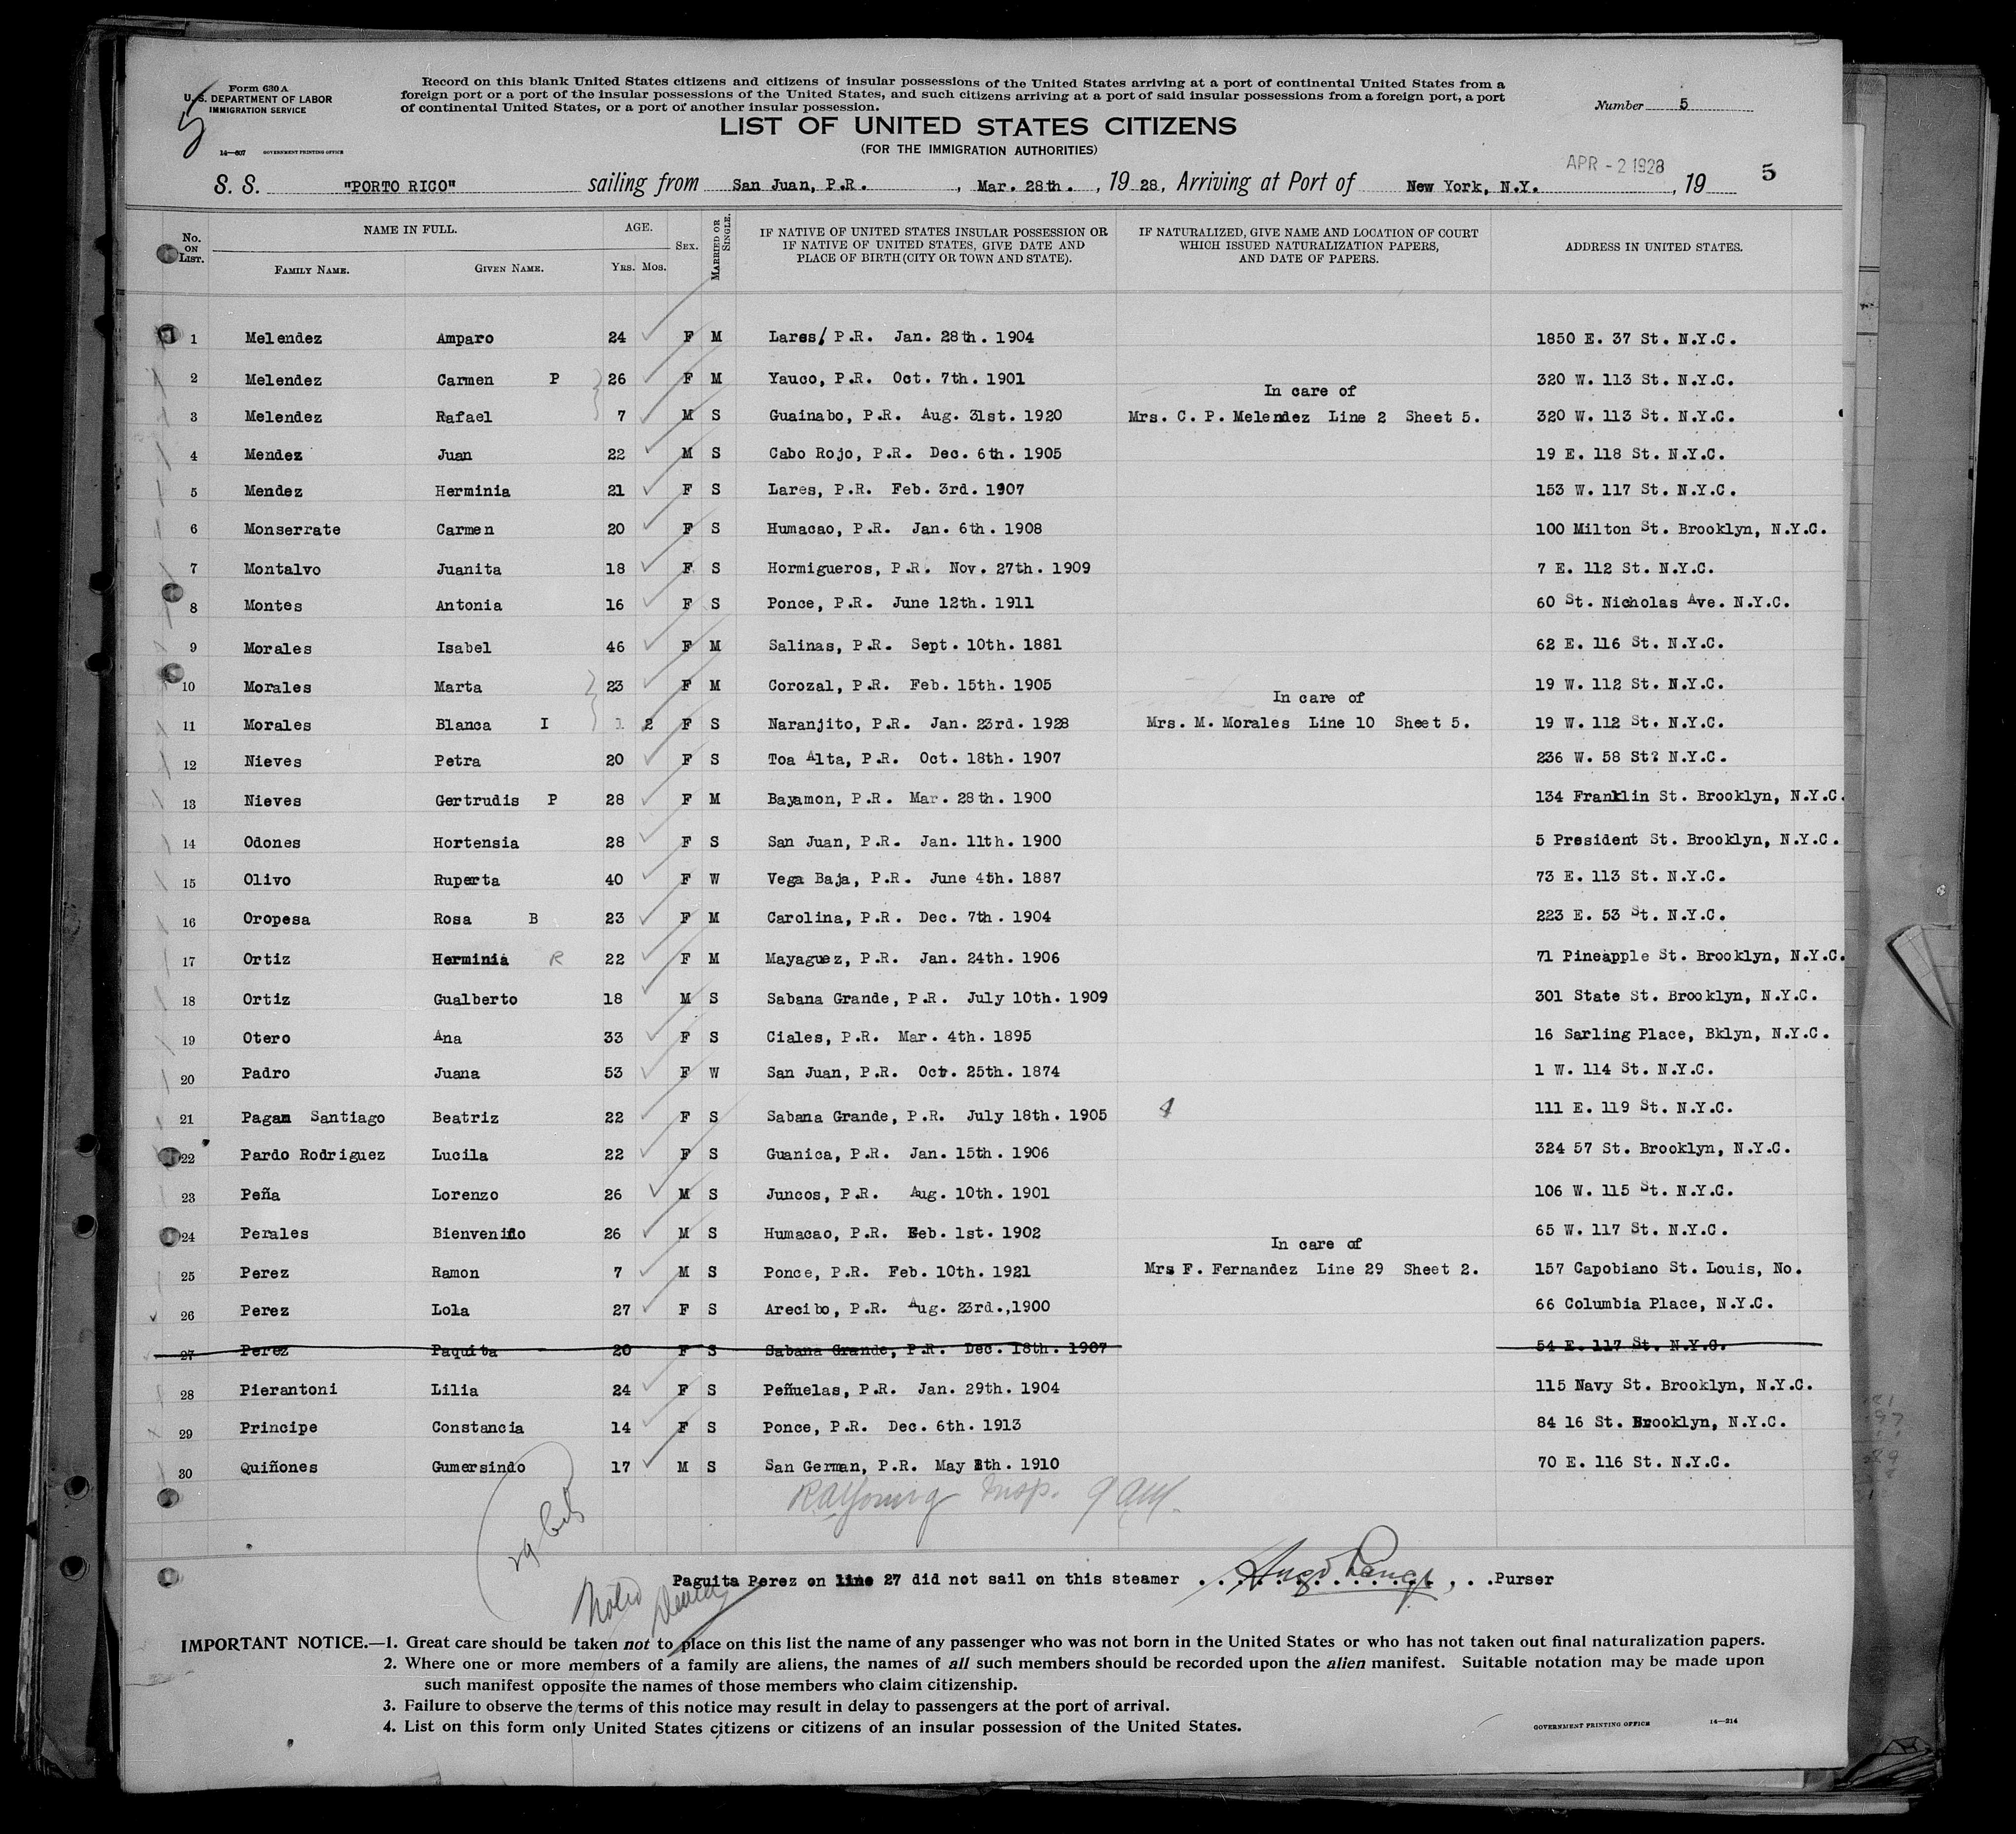 Form 630 A
U. S. DEPARTMENT OF LABOR
IMMIGRATION SERVICE
14—607 GOVERNMENT PRINTING OFFICE
5
Record on this blank United States citizens and citizens of insular possessions of the United States arriving at a port of continental United States from a
foreign port or a port of the insular possessions of the United States, and such citizens arriving at a port of said insular possessions from a foreign port, a port
of continental United States, or a port of another insular possession.
Number 5
LIST OF UNITED STATES CITIZENS
(FOR THE IMMIGRATION AUTHORITIES)
APR - 2 1928
S. S. "PORTO RICO" sailing from San Juan, P.R. , Mar. 28th. , 19 28, Arriving at Port of New York, N.Y. , 19 5
No. ON LIST. NAME IN FULL. FAMILY NAME. GIVEN NAME. AGE. YRS. MOS. SEX. MARRIED OR SINGLE. IF NATIVE OF UNITED STATES INSULAR POSSESSION OR IF NATIVE OF UNITED STATES, GIVE DATE AND PLACE OF BIRTH (CITY OR TOWN AND STATE). IF NATURALIZED, GIVE NAME AND LOCATION OF COURT WHICH ISSUED NATURALIZATION PAPERS, AND DATE OF PAPERS. ADDRESS IN UNITED STATES.
1 Melendez Amparo 24 F M Lares/ P.R. Jan. 28th. 1904 1850 E. 37 St. N.Y.C.
2 Melendez Carmen P 26 F M Yauco, P.R. Oct. 7th. 1901 320 W. 113 St. N.Y.C.
In care of
3 Melendez Rafael 7 M S Guainabo, P.R. Aug. 31st. 1920 Mrs. C. P. Melendez Line 2 Sheet 5. 320 W. 113 St. N.Y.C.
4 Mendez Juan 22 M S Cabo Rojo, P.R. Dec. 6th. 1905 19 E. 118 St. N.Y.C.
5 Mendez Herminia 21 F S Lares, P.R. Feb. 3rd. 1907 153 W. 117 St. N.Y.C.
6 Monserrate Carmen 20 F S Humacao, P.R. Jan. 6th. 1908 100 Milton St. Brooklyn, N.Y.C.
7 Montalvo Juanita 18 F S Hormigueros, P.R. Nov. 27th. 1909 7 E. 112 St. N.Y.C.
8 Montes Antonia 16 F S Ponce, P.R. June 12th. 1911 60 St. Nicholas Ave. N.Y.C.
9 Morales Isabel 46 F M Salinas, P.R. Sept. 10th. 1881 62 E. 116 St. N.Y.C.
10 Morales Marta 23 F M Corozal, P.R. Feb. 15th. 1905 19 W. 112 St. N.Y.C.
In care of
11 Morales Blanca I 2 F S Naranjito, P.R. Jan. 23rd. 1928 Mrs. M. Morales Line 10 Sheet 5. 19 W. 112 St. N.Y.C.
12 Nieves Petra 20 F S Toa Alta, P.R. Oct. 18th. 1907 236 W. 58 St? N.Y.C.
13 Nieves Gertrudis P 28 F M Bayamon, P.R. Mar. 28th. 1900 134 Franklin St. Brooklyn, N.Y.C.
14 Odones Hortensia 28 F S San Juan, P.R. Jan. 11th. 1900 5 President St. Brooklyn, N.Y.C.
15 Olivo Ruperta 40 F W Vega Baja, P.R. June 4th. 1887 73 E. 113 St. N.Y.C.
16 Oropesa Rosa B 23 F M Carolina, P.R. Dec. 7th. 1904 223 E. 53 St. N.Y.C.
17 Ortiz Herminia R 22 F M Mayaguez, P.R. Jan. 24th. 1906 71 Pineapple St. Brooklyn, N.Y.C.
18 Ortiz Gualberto 18 M S Sabana Grande, P.R. July 10th. 1909 301 State St. Brooklyn, N.Y.C.
19 Otero Ana 33 F S Ciales, P.R. Mar. 4th. 1895 16 Sarling Place, Bklyn, N.Y.C.
20 Padro Juana 53 F W San Juan, P.R. Oct. 25th. 1874 1 W. 114 St. N.Y.C.
21 Pagan Santiago Beatriz 22 F S Sabana Grande, P.R. July 18th. 1905 111 E. 119 St. N.Y.C.
22 Pardo Rodriguez Lucila 22 F S Guanica, P.R. Jan. 15th. 1906 324 57 St. Brooklyn, N.Y.C.
23 Peña Lorenzo 26 M S Juncos, P.R. Aug. 10th. 1901 106 W. 115 St. N.Y.C.
24 Perales Bienvenido 26 M S Humacao, P.R. Feb. 1st. 1902 65 W. 117 St. N.Y.C.
In care of
25 Perez Ramon 7 M S Ponce, P.R. Feb. 10th. 1921 Mrs F. Fernandez Line 29 Sheet 2. 157 Capobiano St. Louis, No.
26 Perez Lola 27 F S Arecibo, P.R. Aug. 23rd.,1900 66 Columbia Place, N.Y.C.
27 Perez Paquita 20 F S Sabana Grande, P.R. Dec. 18th. 1907 54 E. 117 St. N.Y.C.
28 Pierantoni Lilia 24 F S Peñuelas, P.R. Jan. 29th. 1904 115 Navy St. Brooklyn, N.Y.C.
29 Principe Constancia 14 F S Ponce, P.R. Dec. 6th. 1913 84 16 St. Brooklyn, N.Y.C.
30 Quiñones Gumersindo 17 M S San German, P.R. May 8th. 1910 70 E. 116 St. N.Y.C.
RAYoung Insp. 9 AM.
Paguita Perez on line 27 did not sail on this steamer . . . . . . . . . . . . . . . .Purser
IMPORTANT NOTICE.—1. Great care should be taken not to place on this list the name of any passenger who was not born in the United States or who has not taken out final naturalization papers.
2. Where one or more members of a family are aliens, the names of all such members should be recorded upon the alien manifest. Suitable notation may be made upon
such manifest opposite the names of those members who claim citizenship.
3. Failure to observe the terms of this notice may result in delay to passengers at the port of arrival.
4. List on this form only United States citizens or citizens of an insular possession of the United States.
GOVERNMENT PRINTING OFFICE 14—214